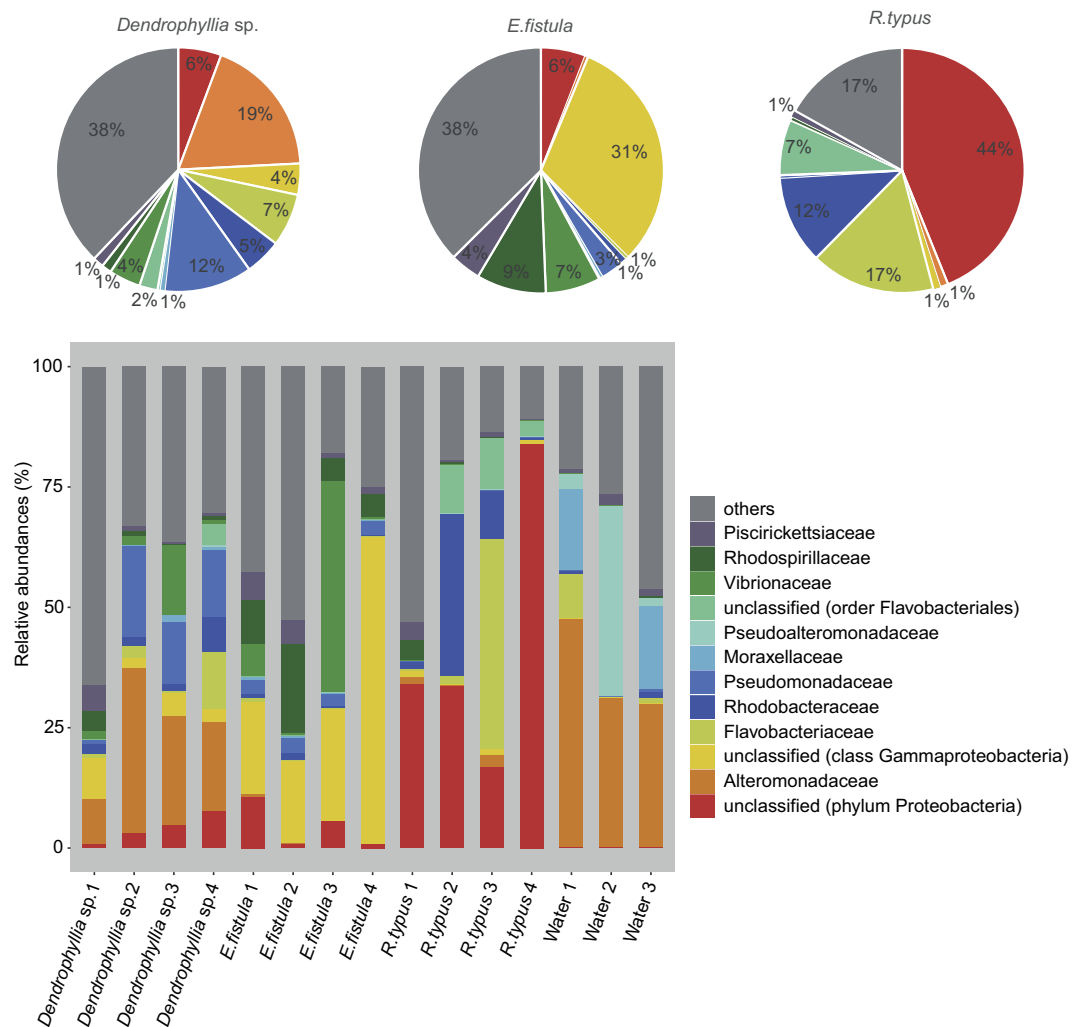 Dendrophyllia sp.
E.fistula
R.typus
6%
19%
4%
7%
5%
12%
1%
2%
4%
1%
1%
38%
6%
31%
1%
1%
3%
7%
9%
4%
38%
44%
1%
1%
17%
12%
7%
1%
17%
Relative abundances (%)
100
75
50
25
0
Dendrophyllia sp.1
Dendrophyllia sp.2
Dendrophyllia sp.3
Dendrophyllia sp.4
E.fistula 1
E.fistula 2
E.fistula 3
E.fistula 4
R.typus 1
R.typus 2
R.typus 3
R.typus 4
Water 1
Water 2
Water 3
others
Piscirickettsiaceae
Rhodospirillaceae
Vibrionaceae
unclassified (order Flavobacteriales)
Pseudoalteromonadaceae
Moraxellaceae
Pseudomonadaceae
Rhodobacteraceae
Flavobacteriaceae
unclassified (class Gammaproteobacteria)
Alteromonadaceae
unclassified (phylum Proteobacteria)